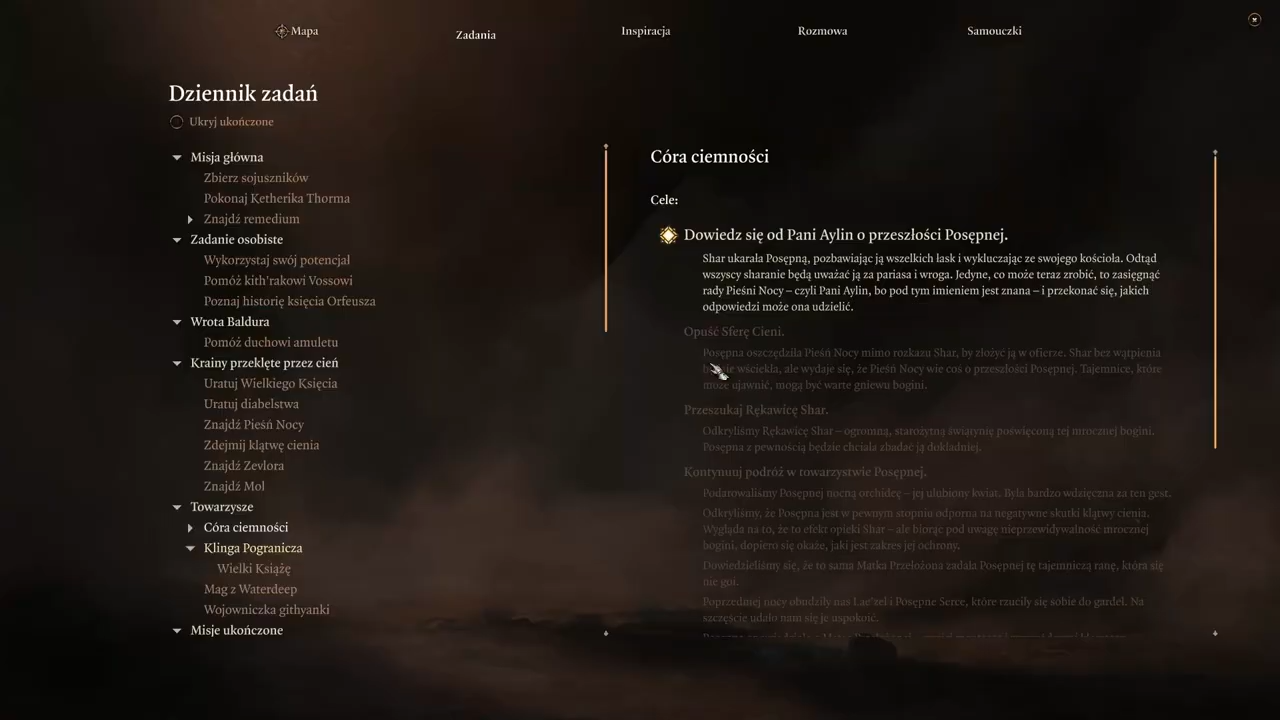 Mapa
Zadania
Inspiracja
Rozmowa
Samouczki
Dziennik zadań
Ukryj ukończone
Misja główna
Zbierz sojuszników
Pokonaj Ketherika Thorma
Znajdź remedium
Zadanie osobiste
Wykorzystaj swój potencjał
Pomóż kith'rakowi Vossowi
Poznaj historię księcia Orfeusza
Wrota Baldura
Pomóż duchowi amuletu
Krainy przeklęte przez cień
Uratuj Wielkiego Księcia
Uratuj diabelstwa
Znajdź Pieśń Nocy
Zdejmij klątwę cienia
Znajdź Zevlora
Znajdź Mol
Towarzysze
Córa ciemności
Klinga Pogranicza
Wielki Książę
Mag z Waterdeep
Wojowniczka githyanki
Misje ukończone
Córa ciemności
Cele:
Dowiedz się od Pani Aylin o przeszłości Posępnej.
Shar ukarała Posępną, pozbawiając ją wszelkich łask i wykluczając ze swojego kościoła. Odtąd
wszyscy sharanie będą uważać ją za pariasa i wroga. Jedyne, co może teraz zrobić, to zasięgnąć
rady Pieśni Nocy – czyli Pani Aylin, bo pod tym imieniem jest znana – i przekonać się, jakich
odpowiedzi może ona udzielić.
Opuść Sferę Cieni.
Posępna oszczędziła Pieśń Nocy mimo rozkazu Shar, by złożyć ją w ofierze. Shar bez wątpienia
wściekła, ale wydaje się, że Pieśń Nocy wie coś o przeszłości Posępnej. Tajemnice, które
może ujawnić, mogą być warte gniewu bogini.
Przeszukaj Rękawicę Shar.
Odkryliśmy Rękawicę Shar – ogromną, starożytną świątynię poświęconą tej mrocznej bogini.
Posępna z pewnością będzie chciała zbadać ją dokładniej.
Kontynuuj podróż w towarzystwie Posępnej.
Podarowaliśmy Posępnej nocną orchideę – jej ulubiony kwiat. Była bardzo wdzięczna za ten gest.
Odkryliśmy, że Posępna jest w pewnym stopniu odporna na negatywne skutki klątwy cienia.
Wygląda na to, że to efekt opieki Shar – ale biorąc pod uwagę nieprzewidywalność mrocznej
bogini, dopiero się okaże, jaki jest zakres jej ochrony.
Dowiedzieliśmy się, że to sama Matka Przełożona zadała Posępnej tę tajemniczą ranę, która się
nie goi.
Poprzedniej nocy obudziły nas Lae'zel i Posępne Serce, które rzuciły się sobie do gardeł. Na
szczęście udało nam się je uspokoić.